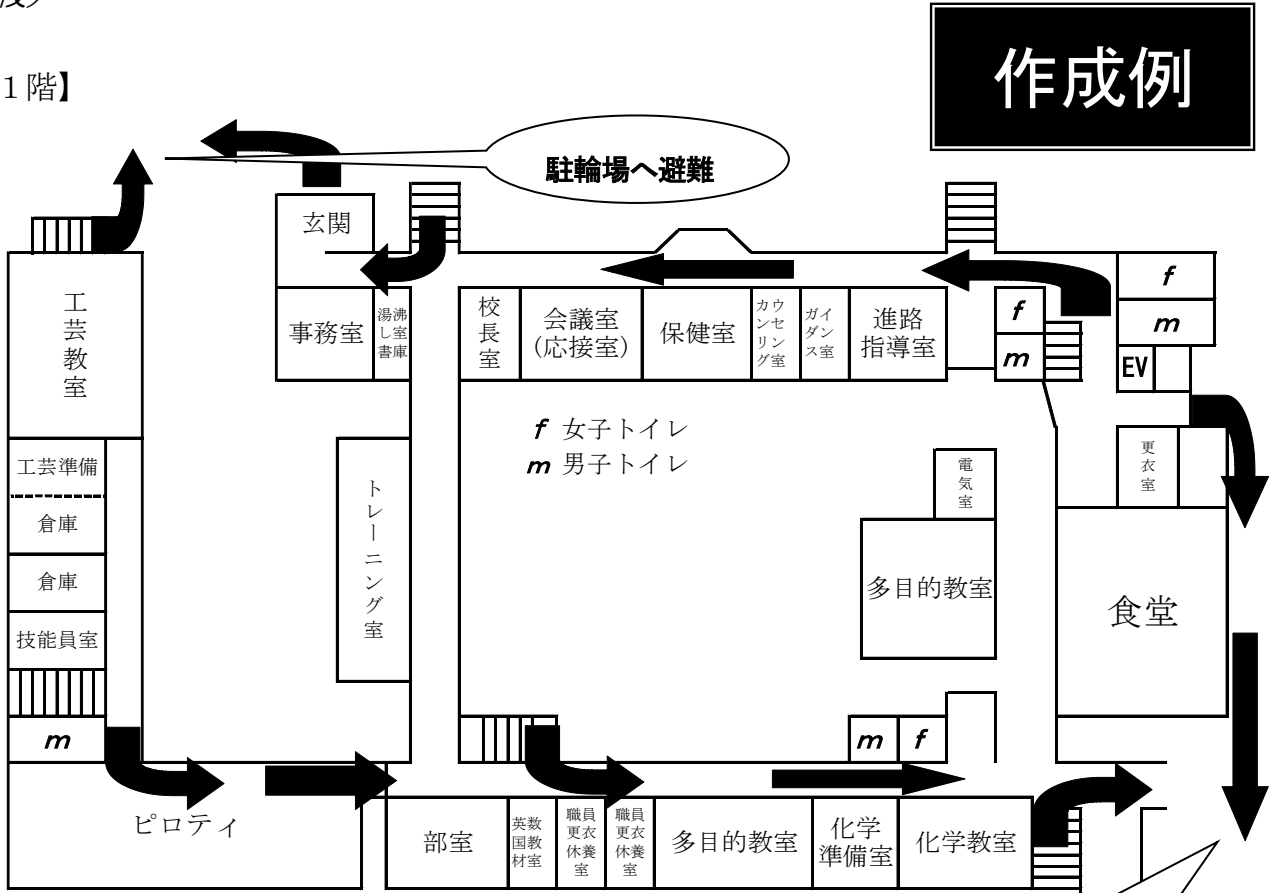 1階】
作成例
駐輪場へ避難
玄関
工芸教室
事務室
湯沸
し室
書庫
校長室
会議室
(応接室)
保健室
カウ
ンセ
リン
グ室
ガイ
ダン
ス室
進路
指導室
f
m
f
m
EV
f 女子トイレ
m 男子トイレ
更衣室
電気室
工芸準備
倉庫
倉庫
技能員室
トレーニング室
多目的教室
食堂
m
m
f
ピロティ
部室
英数
国教
材室
職員
更衣
休養
室
職員
更衣
休養
室
多目的教室
化学
準備室
化学教室